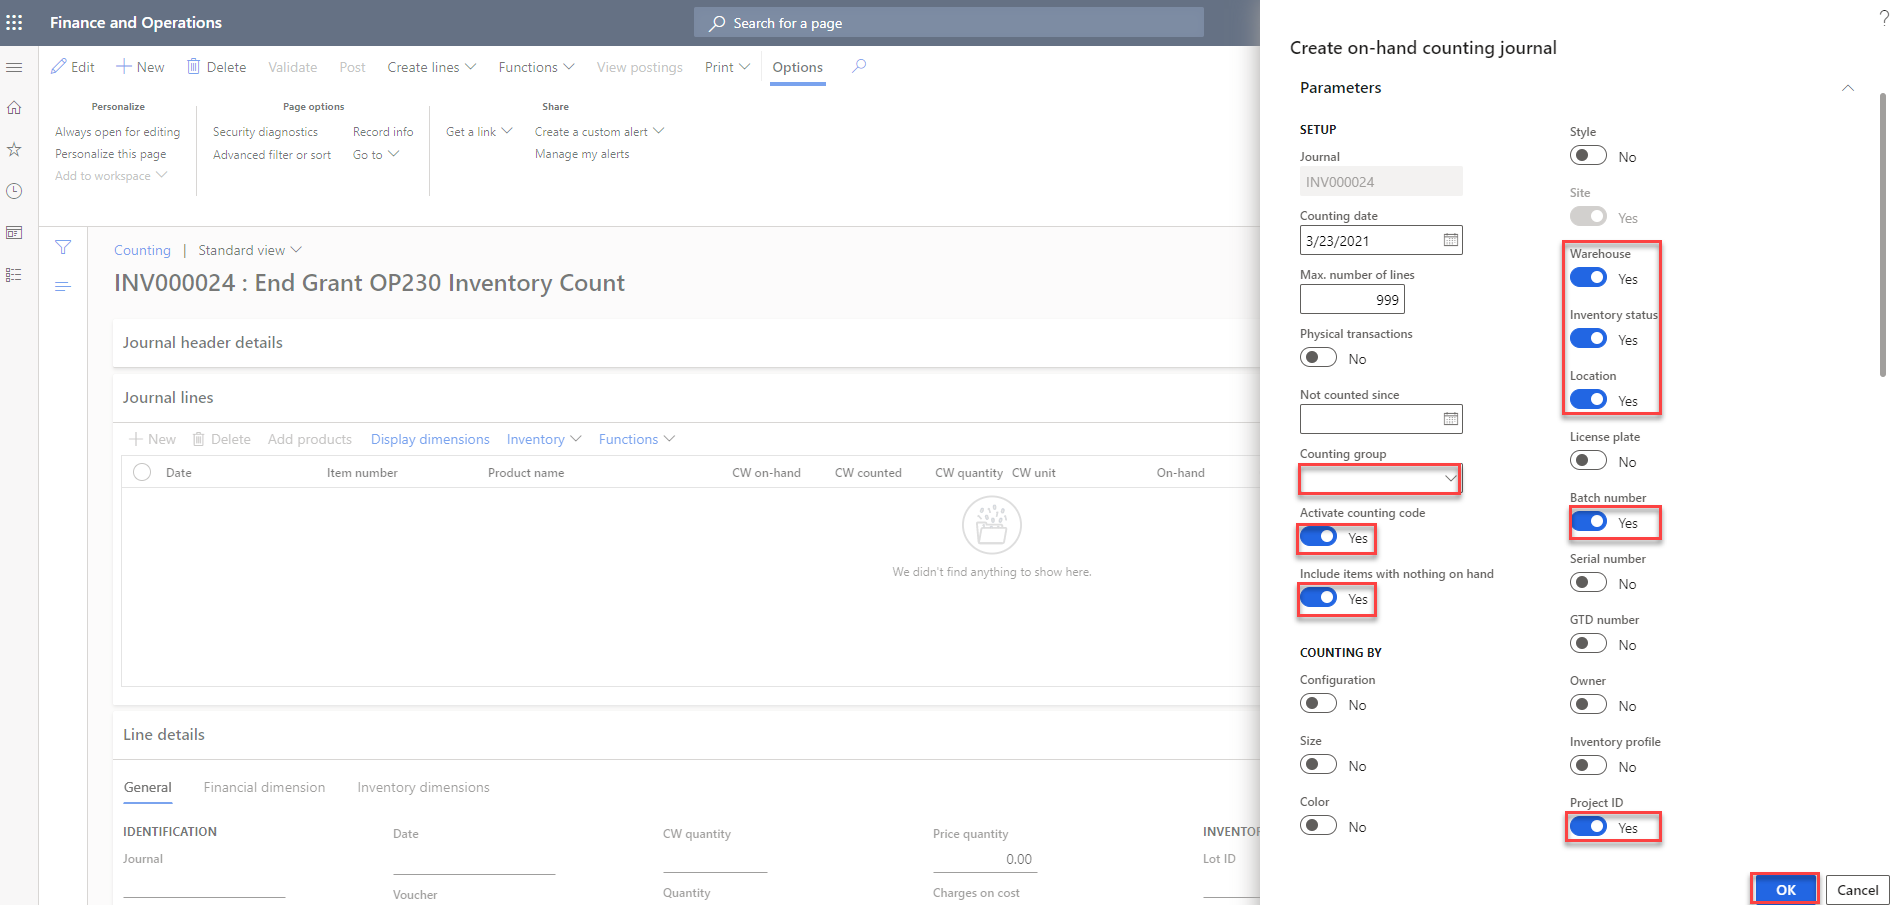 Finance and Operations
Search for a page
?
Edit New Delete Validate Post Create lines Functions View postings Print Options
Personalize
Always open for editing
Personalize this page
Add to workspace
Page options
Security diagnostics Record info
Advanced filter or sort Go to
Share
Get a link Create a custom alert
Manage my alerts
Counting | Standard view
INV000024 : End Grant OP230 Inventory Count
Journal header details
Journal lines
New Delete Add products Display dimensions Inventory Functions
Date Item number Product name CW on-hand CW counted CW quantity CW unit On-hand
We didn't find anything to show here.
Line details
General Financial dimension Inventory dimensions
IDENTIFICATION
Journal
Date
Voucher
CW quantity
Quantity
Price quantity
0.00
Charges on cost
INVENTOR
Lot ID
Create on-hand counting journal
Parameters
SETUP
Journal
INV000024
Counting date
3/23/2021
Max. number of lines
999
Physical transactions
No
Not counted since
Counting group
Activate counting code
Yes
Include items with nothing on hand
Yes
COUNTING BY
Configuration
No
Size
No
Color
No
Style
No
Site
Yes
Warehouse
Yes
Inventory status
Yes
Location
Yes
License plate
No
Batch number
Yes
Serial number
No
GTD number
No
Owner
No
Inventory profile
No
Project ID
Yes
OK Cancel